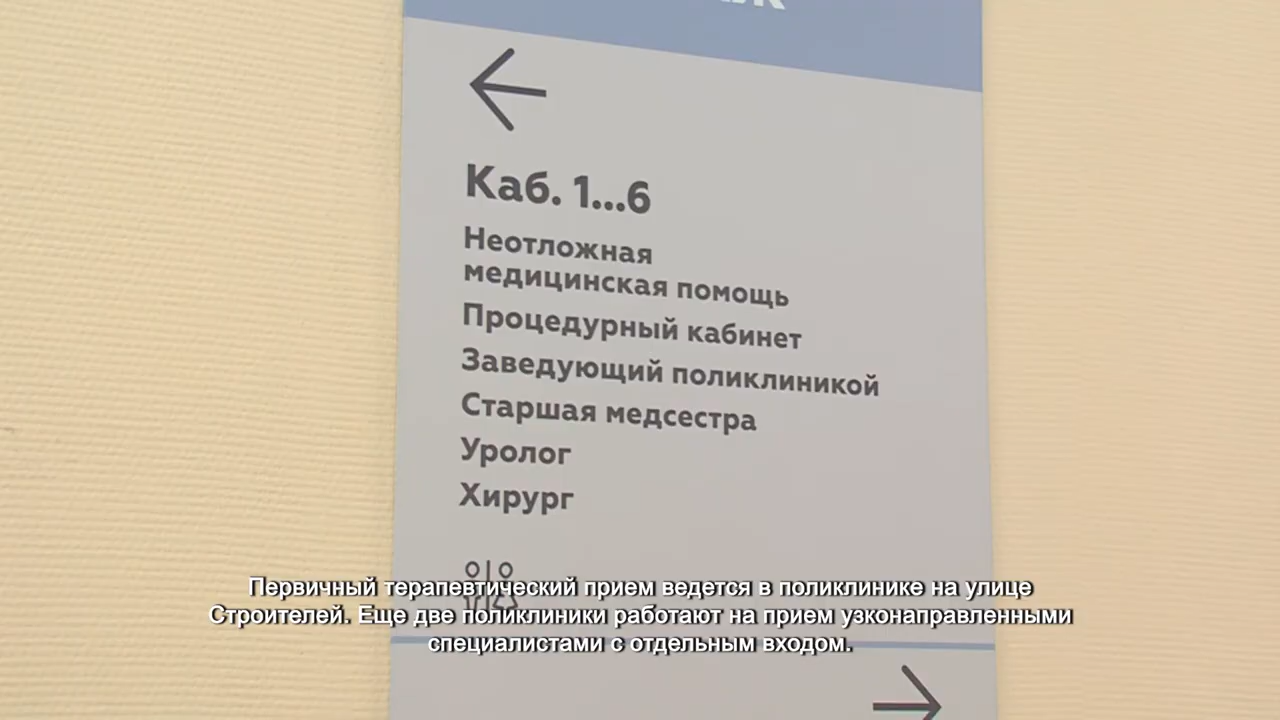 Каб. 1...6
Неотложная
медицинская помощь
Процедурный кабинет
Заведующий поликлиникой
Старшая медсестра
Уролог
Хирург
Первичный терапевтический прием ведется в поликлинике на улице
Строителей. Еще две поликлиники работают на прием узконаправленными
специалистами с отдельным входом.